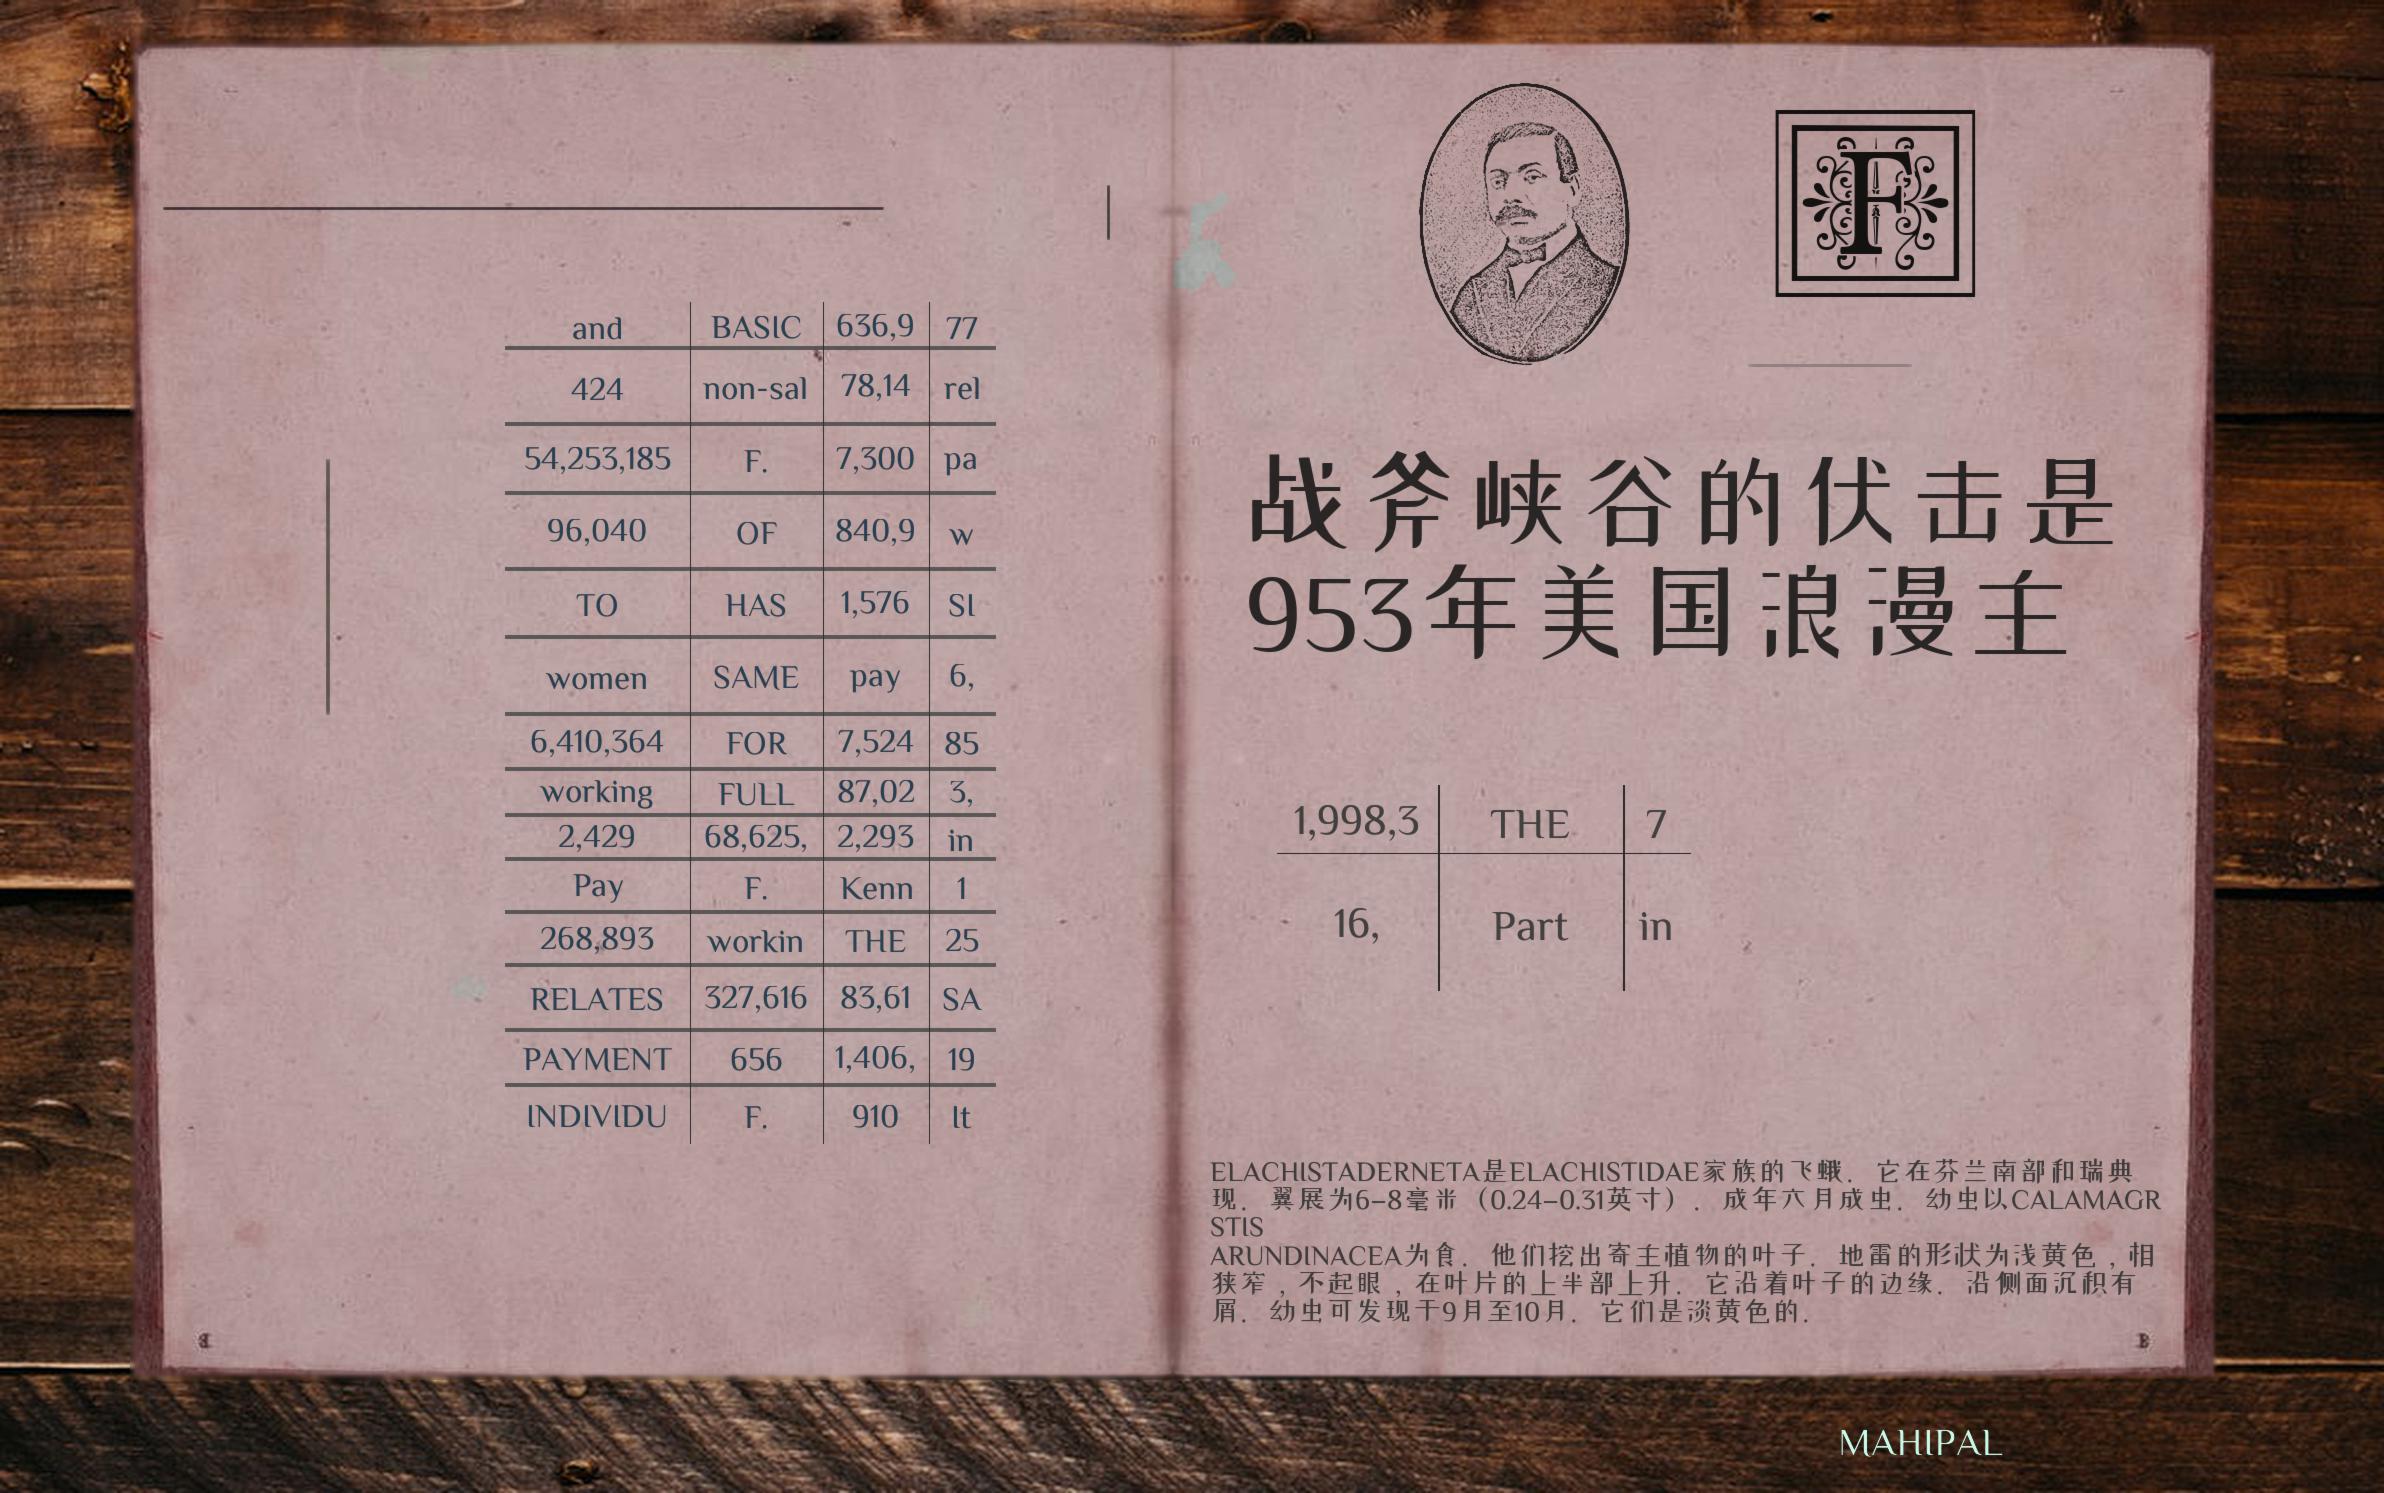 and BASIC 636,9 77
424 non-sal 78,14 rel
54,253,185 F. 7,300 pa
96,040 OF 840,9 w
TO HAS 1,576 SI
women SAME pay 6,
6,410,364 FOR 7,524 85
working FULL 87,02 3,
2,429 68,625, 2,293 in
Pay F. Kenn 1
268,893 workin THE 25
RELATES 327,616 83,61 SA
PAYMENT 656 1,406, 19
INDIVIDU F. 910 It
F
战斧峡谷的伏击是
953年美国浪漫主
1,998,3 THE 7
16, Part in
ELACHISTADERNETA是ELACHISTIDAE家族的飞蛾．它在芬兰南部和瑞典
现．翼展为6–8毫米（0.24–0.31英寸）．成年六月成虫．幼虫以CALAMAGR
STIS
ARUNDINACEA为食．他们挖出寄主植物的叶子．地雷的形状为浅黄色，相
狭窄，不起眼，在叶片的上半部上升．它沿着叶子的边缘．沿侧面沉积有
屑．幼虫可发现于9月至10月．它们是淡黄色的．
MAHIPAL